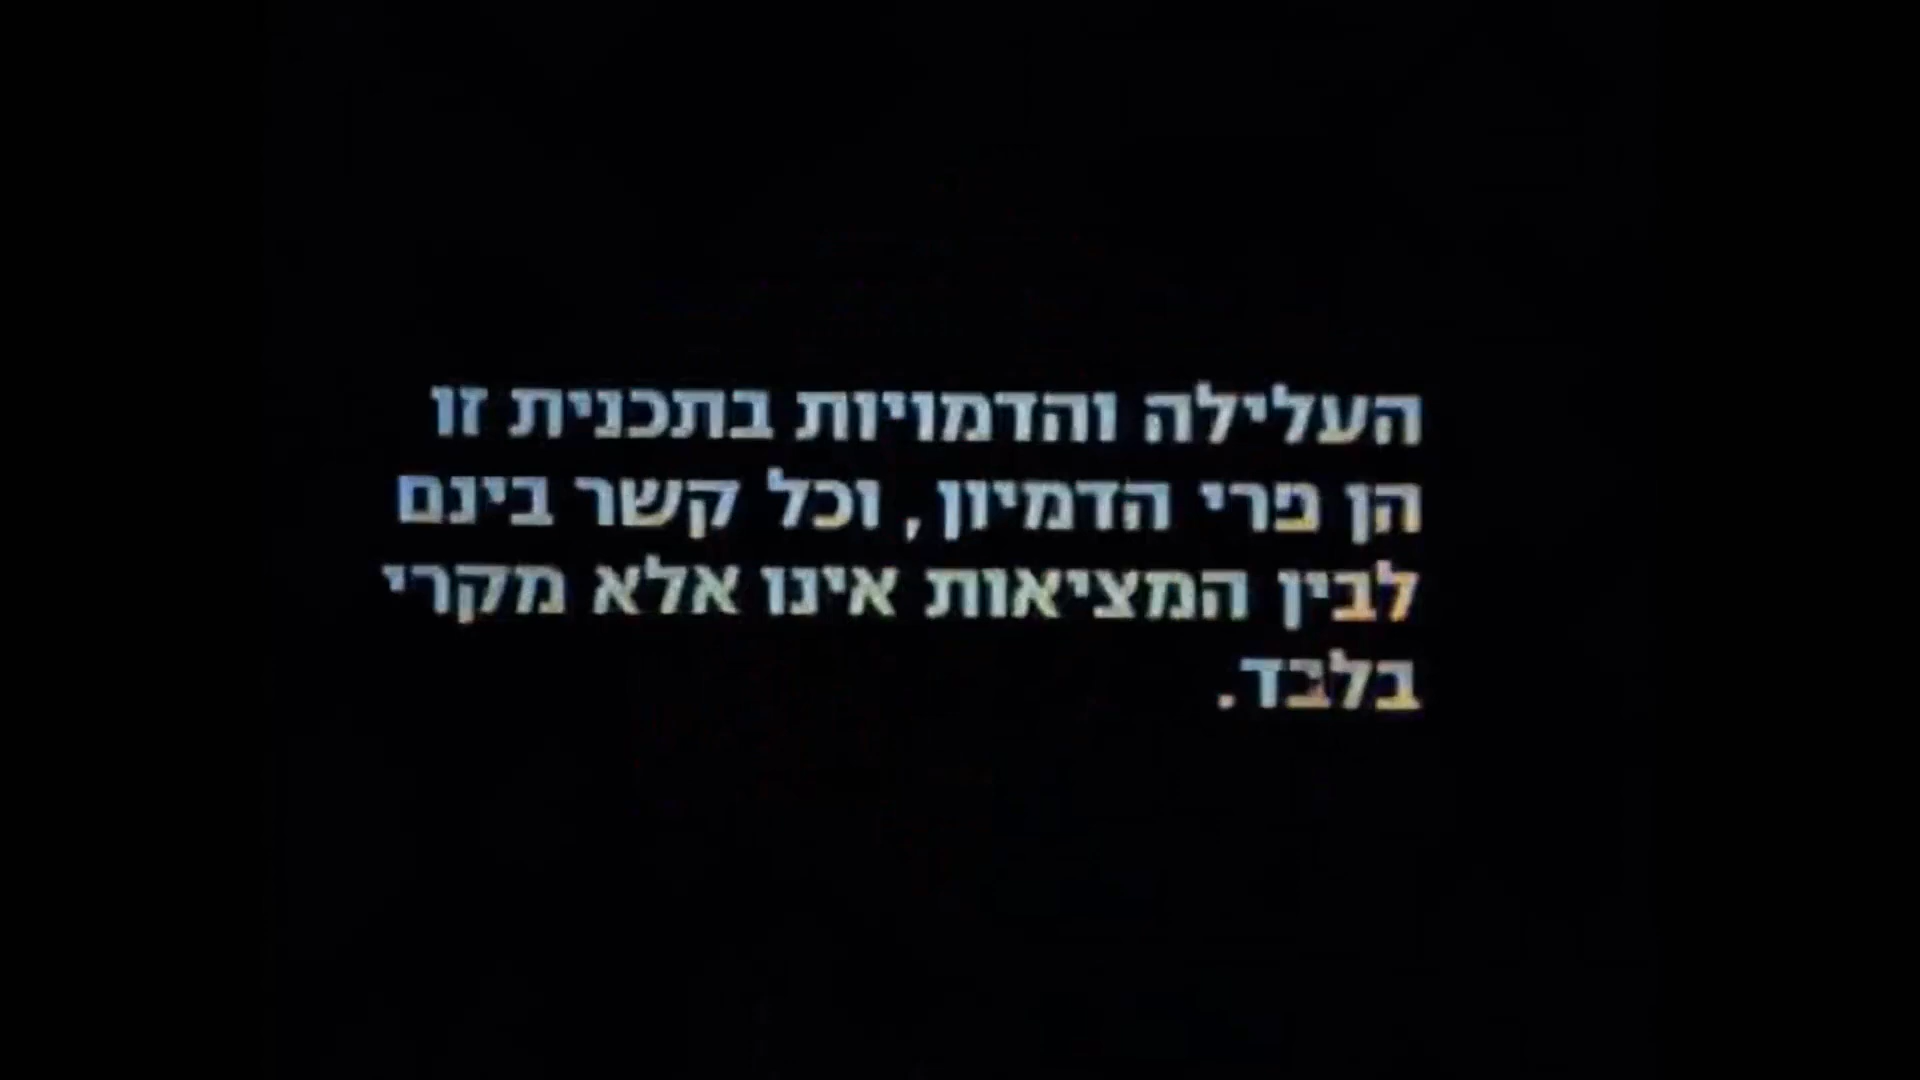 העלילה והדמויות בתכנית זו
הן פרי הדמיון, וכל קשר בינם
לבין המציאות אינו אלא מקרי
בלבד.